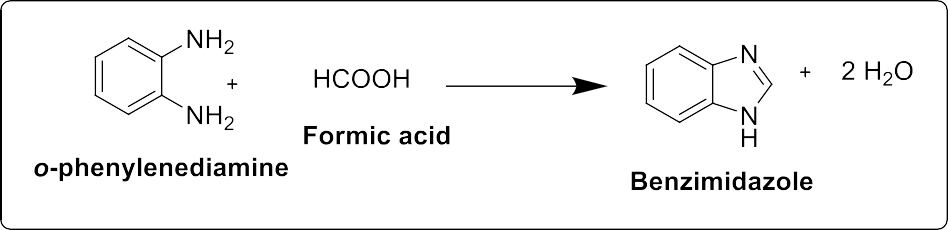 NH2
+
NH2
o-phenylenediamine
HCOOH
Formic acid
N
N
H
Benzimidazole
+
2 H2O